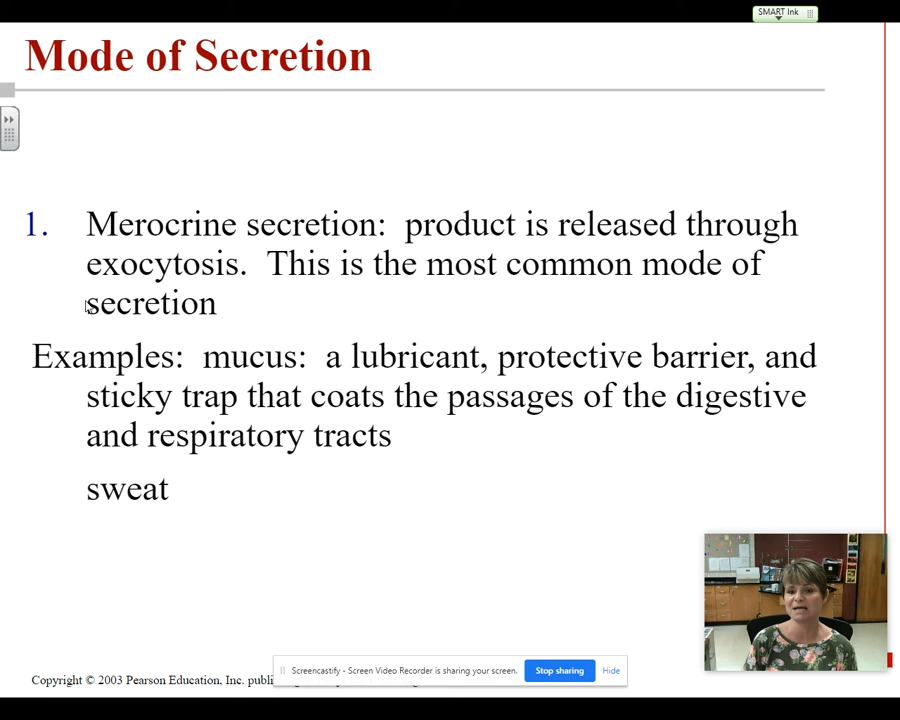 SMART Ink
Mode of Secretion
1. Merocrine secretion: product is released through
exocytosis. This is the most common mode of
secretion
Examples: mucus: a lubricant, protective barrier, and
sticky trap that coats the passages of the digestive
and respiratory tracts
sweat
Screencastify - Screen Video Recorder is sharing your screen. Stop sharing Hide
Copyright © 2003 Pearson Education, Inc.